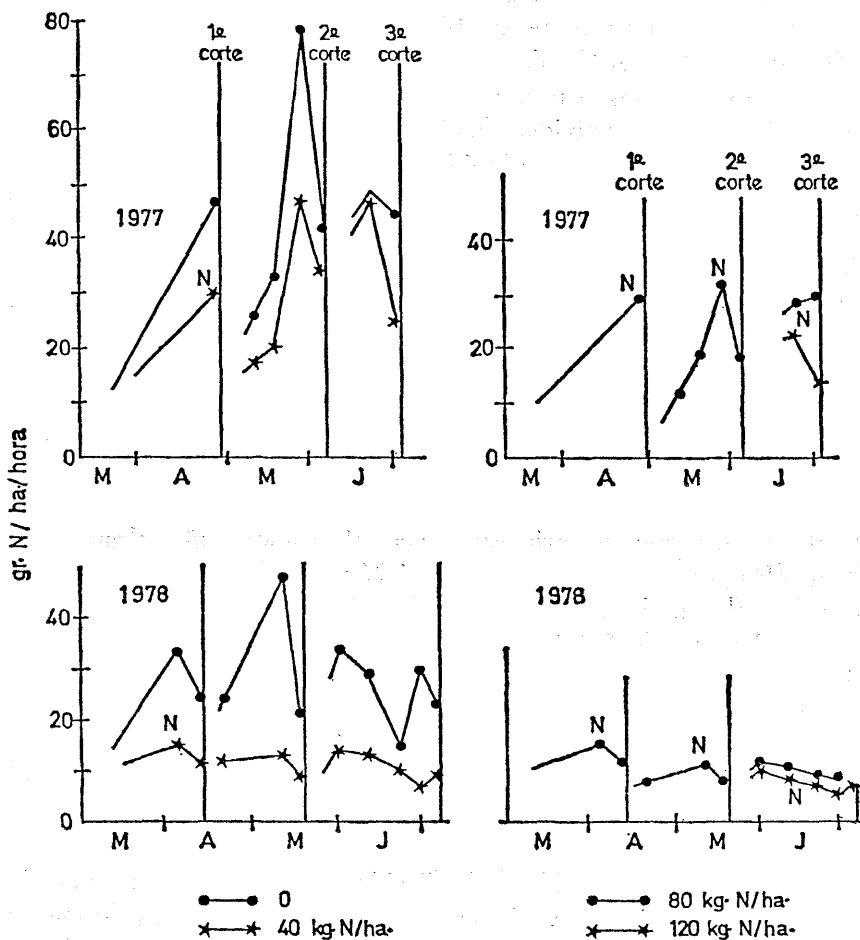 80
60
40
20
0
1º corte
2º corte
3º corte
1977
N
M A M J
40
20
0
1º corte
2º corte
3º corte
1977
N
N
N
M A M J
gr. N / ha./hora
40
20
0
1978
N
M A M J
1978
N
N
N
M A M J
0
40 kg. N/ha.
80 kg. N/ha.
120 kg. N/ha.